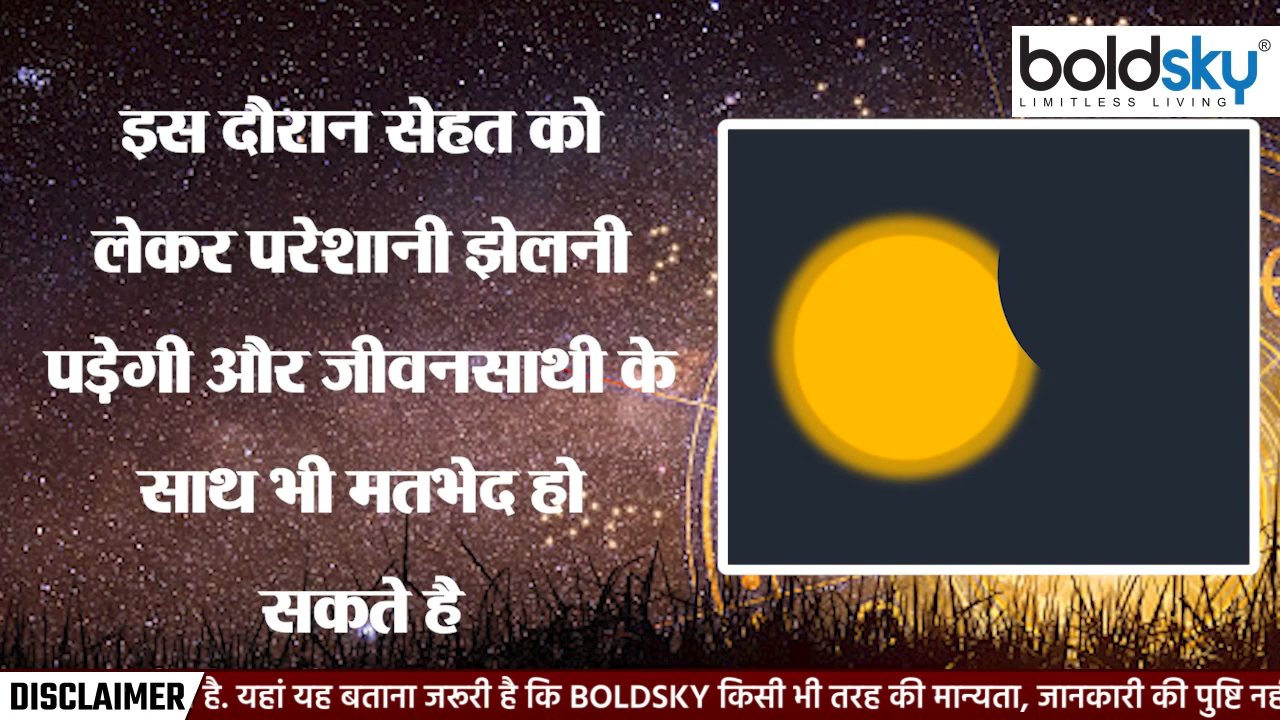 boldsky®
LIMITLESS LIVING
इस दौरान सेहत को
लेकर परेशानी झेलनी
पड़ेगी और जीवनसाथी के
साथ भी मतभेद हो
सकते है
DISCLAIMER है. यहां यह बताना जरूरी है कि BOLDSKY किसी भी तरह की मान्यता, जानकारी की पुष्टि